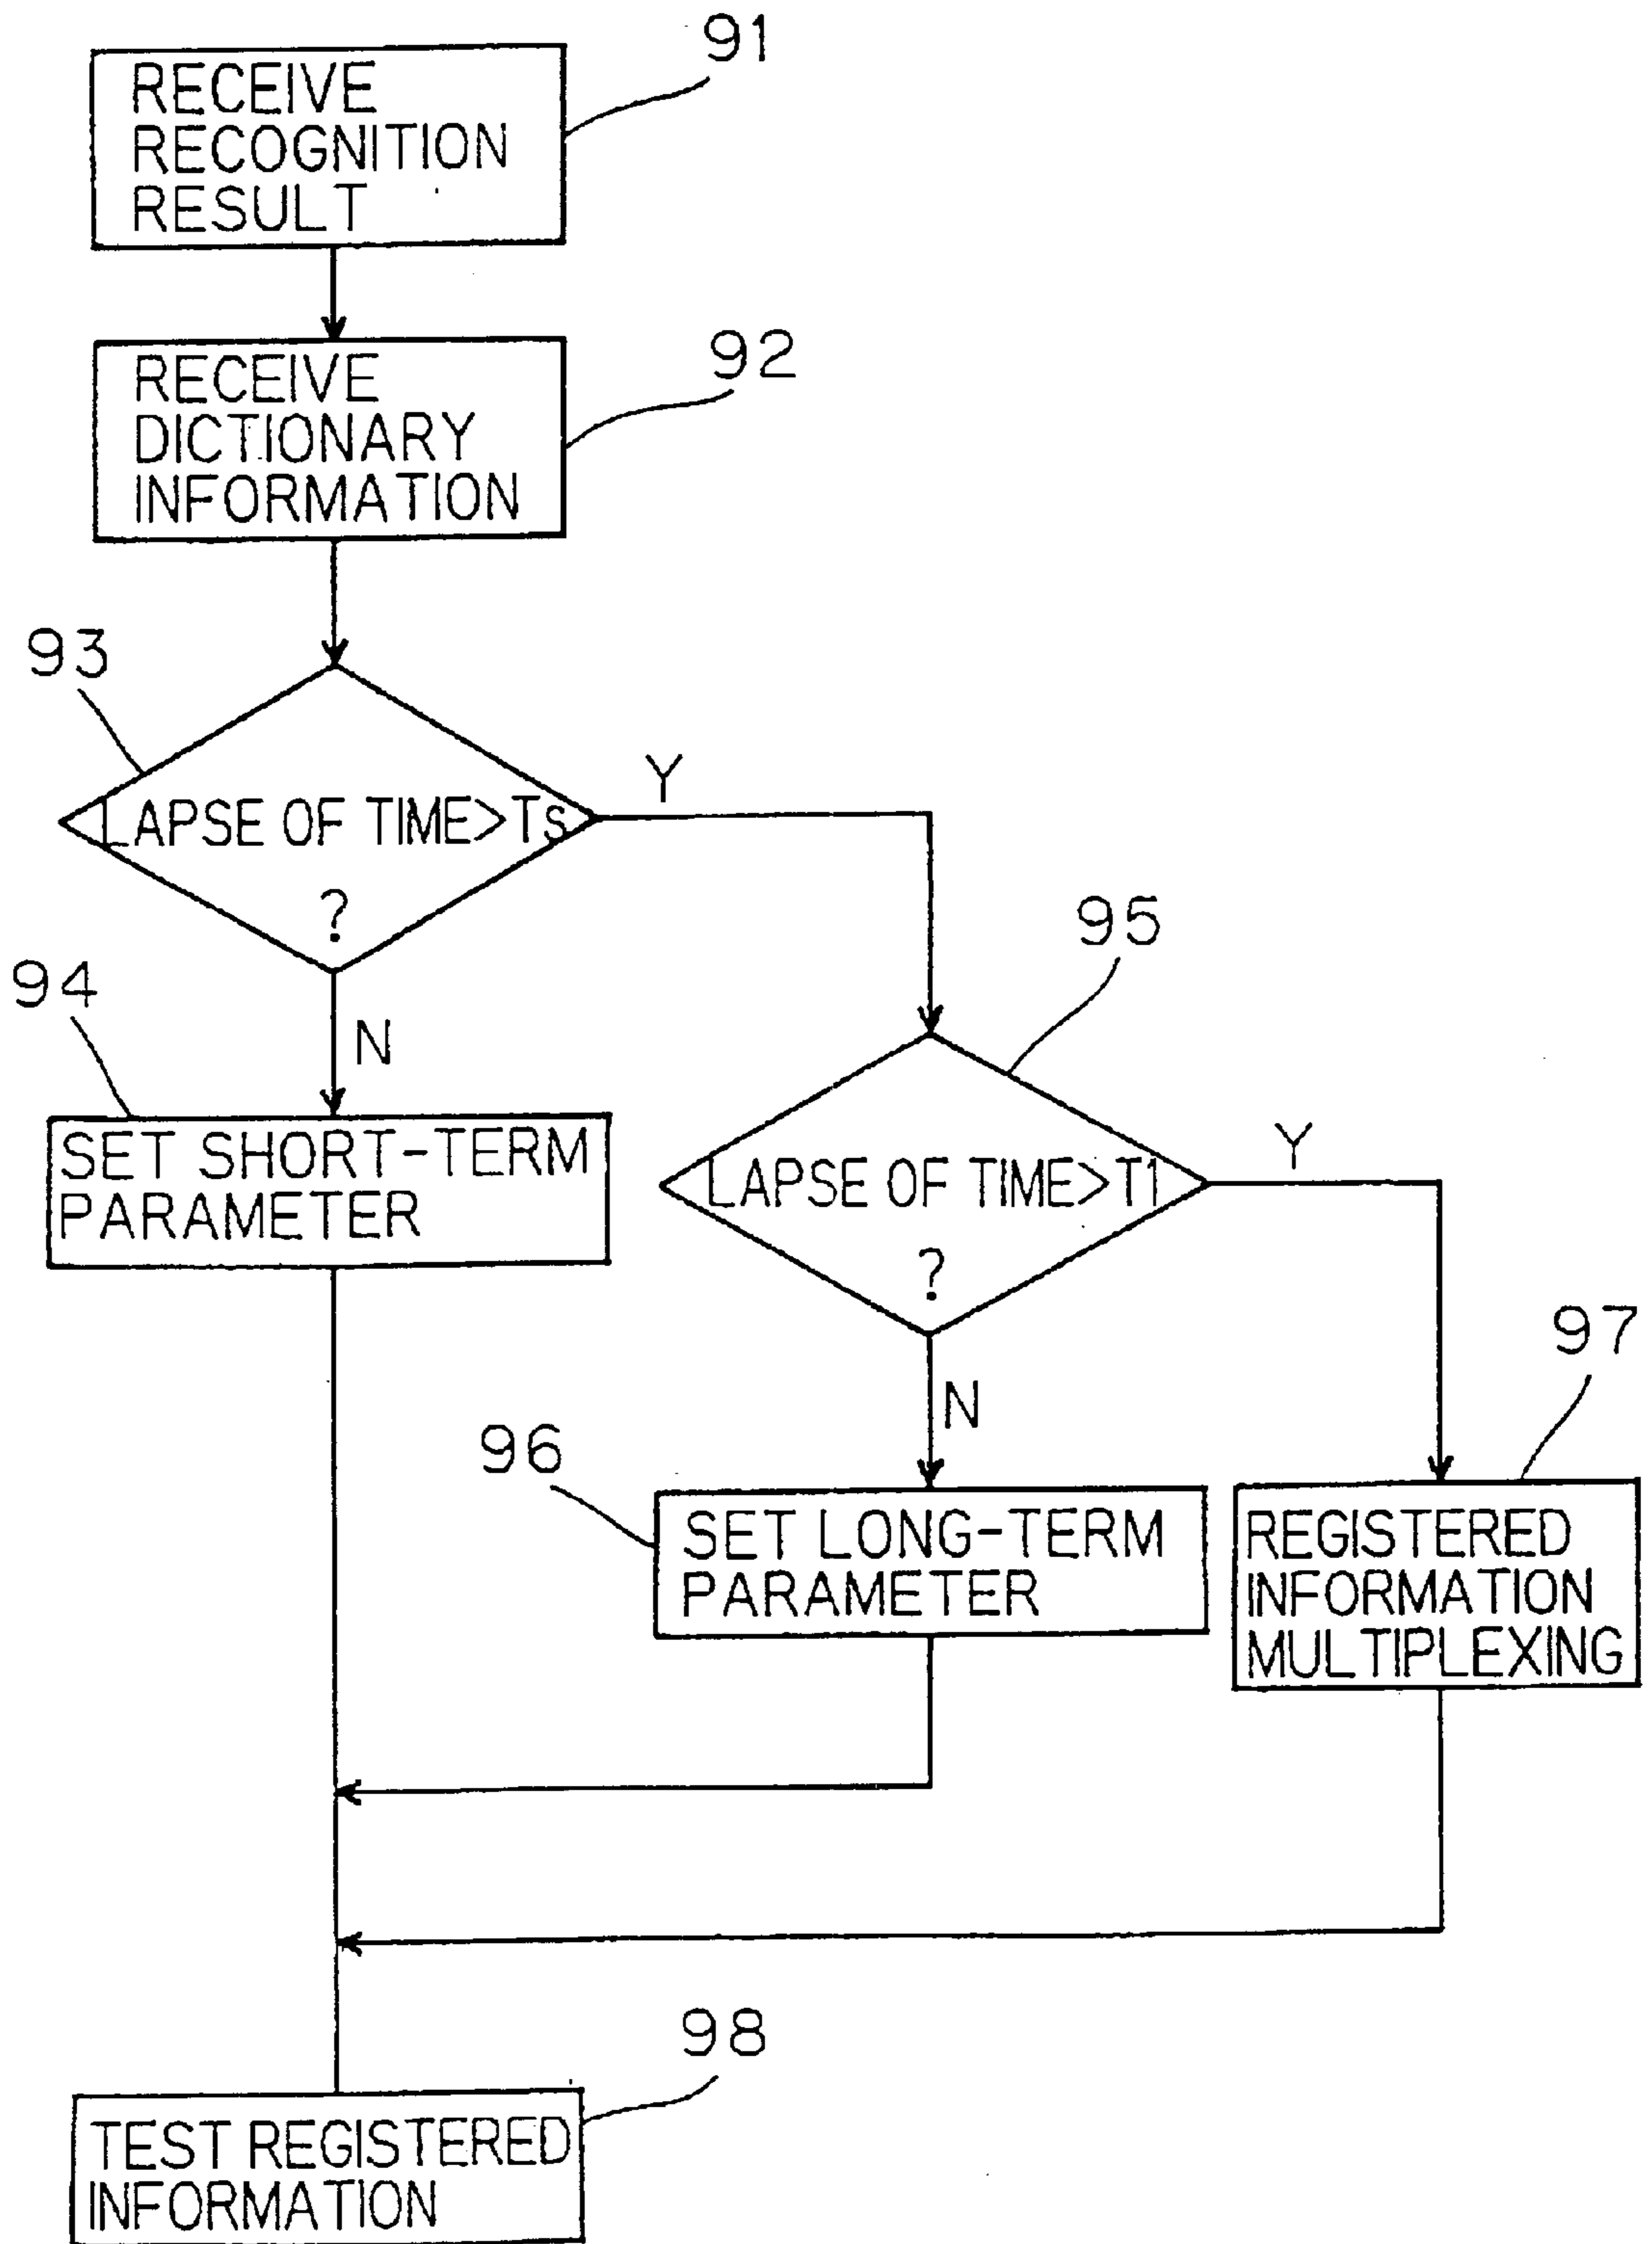 91
RECEIVE
RECOGNITION
RESULT
92
RECEIVE
DICTIONARY
INFORMATION
93
LAPSE OF TIME>Ts
?
Y
N
94
SET SHORT-TERM
PARAMETER
95
LAPSE OF TIME>T1
?
Y
N
96
SET LONG-TERM
PARAMETER
97
REGISTERED
INFORMATION
MULTIPLEXING
98
TEST REGISTERED
INFORMATION